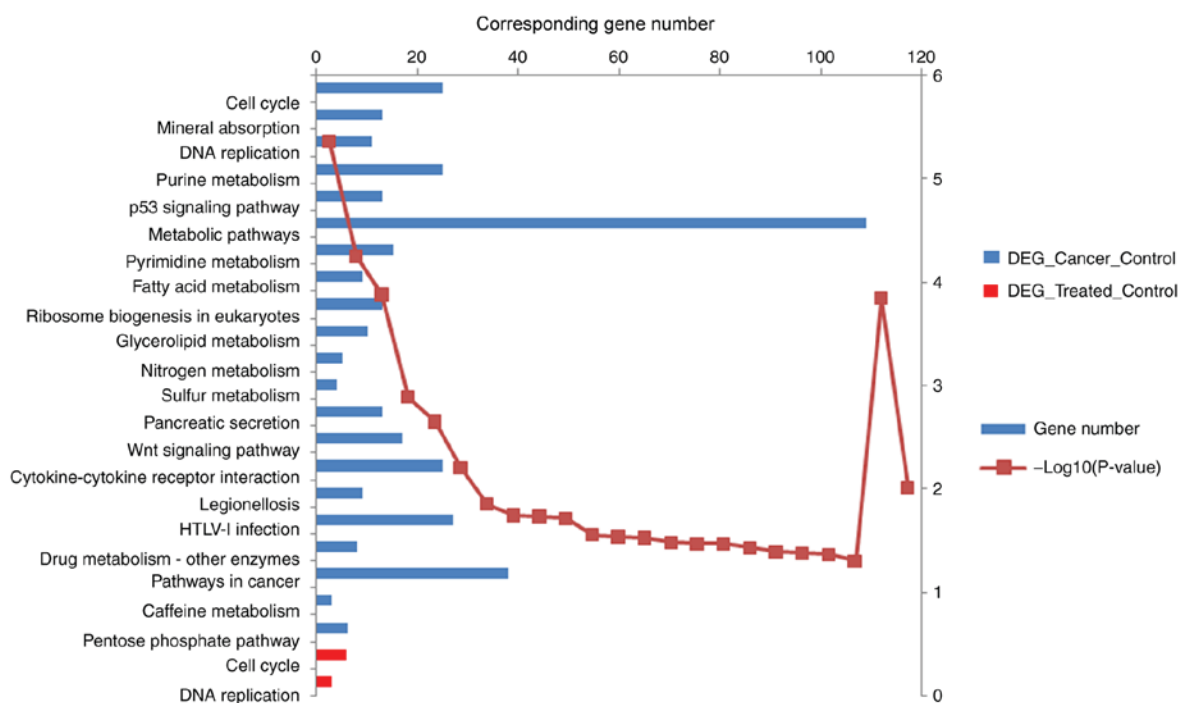 Corresponding gene number
0 20 40 60 80 100 120
6
Cell cycle
Mineral absorption
DNA replication
Purine metabolism
5
p53 signaling pathway
Metabolic pathways
Pyrimidine metabolism
DEG_Cancer_Control
4
Fatty acid metabolism
DEG_Treated_Control
Ribosome biogenesis in eukaryotes
Glycerolipid metabolism
Nitrogen metabolism
3
Sulfur metabolism
Pancreatic secretion
Gene number
Wnt signaling pathway
–Log10(P-value)
Cytokine-cytokine receptor interaction
2
Legionellosis
HTLV-I infection
Drug metabolism - other enzymes
Pathways in cancer
1
Caffeine metabolism
Pentose phosphate pathway
Cell cycle
DNA replication
0